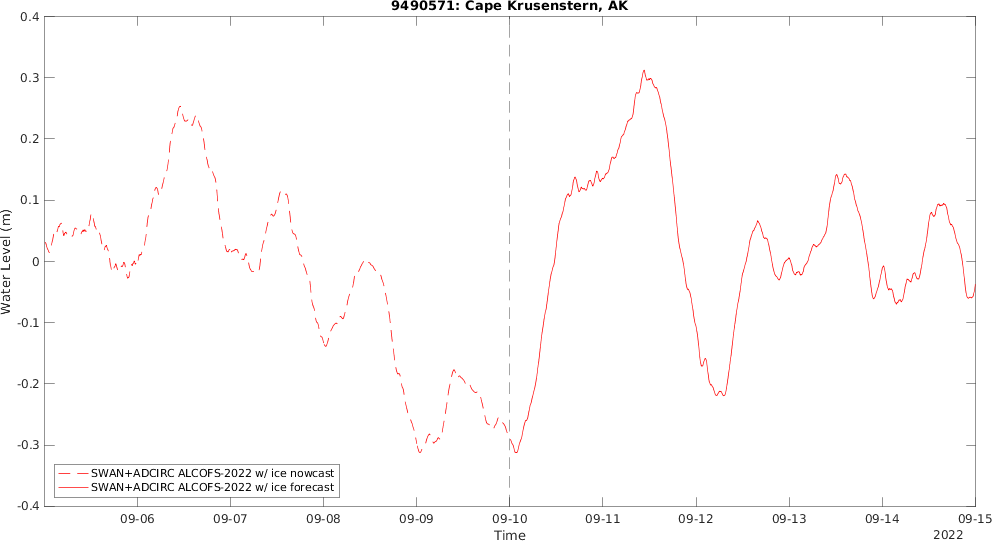 9490571: Cape Krusenstern, AK
0.4
0.3
0.2
0.1
0
-0.1
-0.2
-0.3
-0.4
Water Level (m)
SWAN+ADCIRC ALCOFS-2022 w/ ice nowcast
SWAN+ADCIRC ALCOFS-2022 w/ ice forecast
09-06 09-07 09-08 09-09 09-10 09-11 09-12 09-13 09-14 09-15
Time
2022